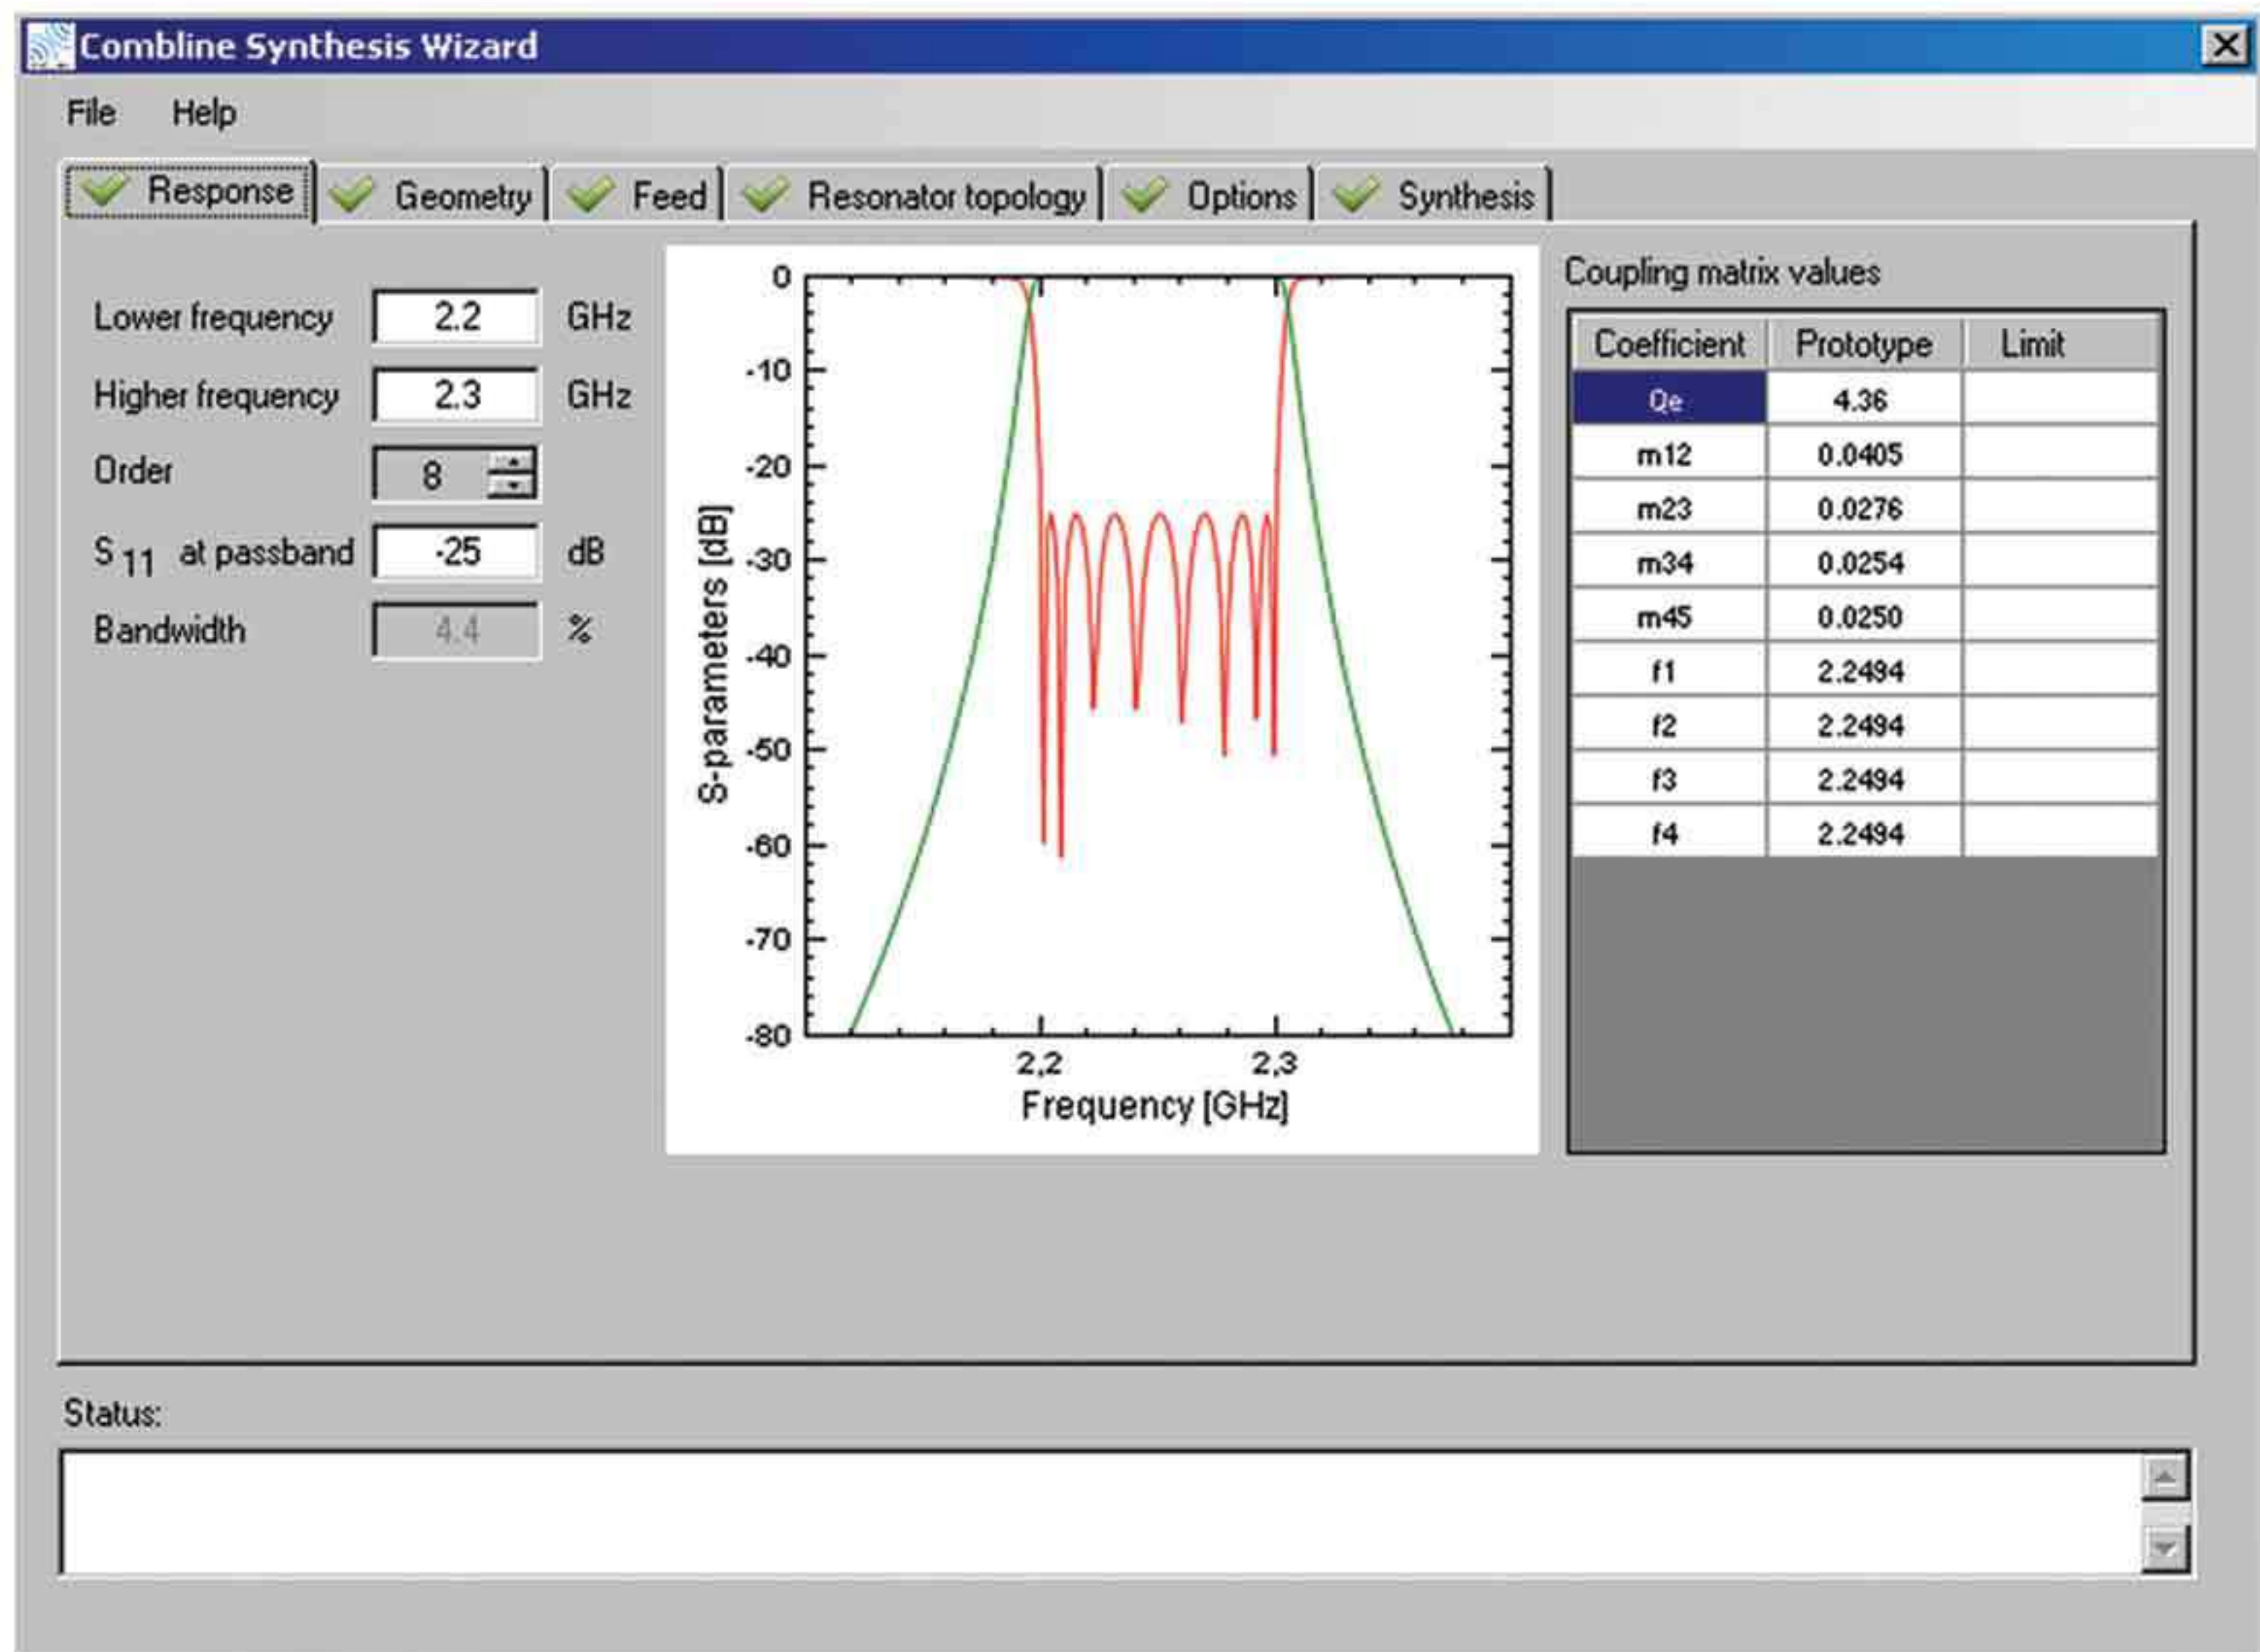 Combline Synthesis Wizard
File Help
Response Geometry Feed Resonator topology Options Synthesis
Lower frequency 2.2 GHz
Higher frequency 2.3 GHz
Order 8
S 11 at passband -25 dB
Bandwidth 4.4 %
0
-10
-20
-30
-40
-50
-60
-70
-80
S-parameters [dB]
2,2 2,3
Frequency [GHz]
Coupling matrix values
Coefficient Prototype Limit
Qe 4.36
m12 0.0405
m23 0.0276
m34 0.0254
m45 0.0250
f1 2.2494
f2 2.2494
f3 2.2494
f4 2.2494
Status: